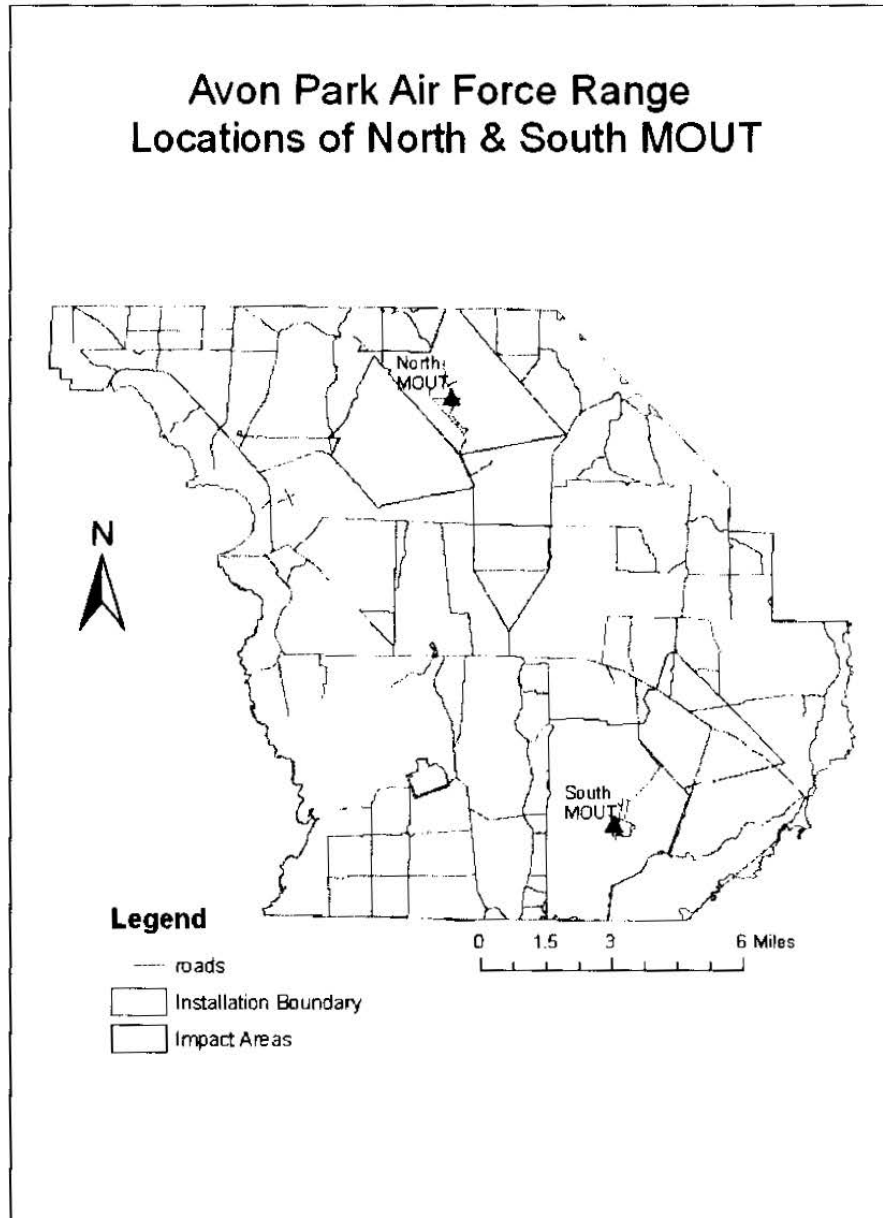 Avon Park Air Force Range
Locations of North & South MOUT
North
MOUT
N
South
MOUT
Legend
roads
Installation Boundary
Impact Areas
0 1.5 3 6 Miles